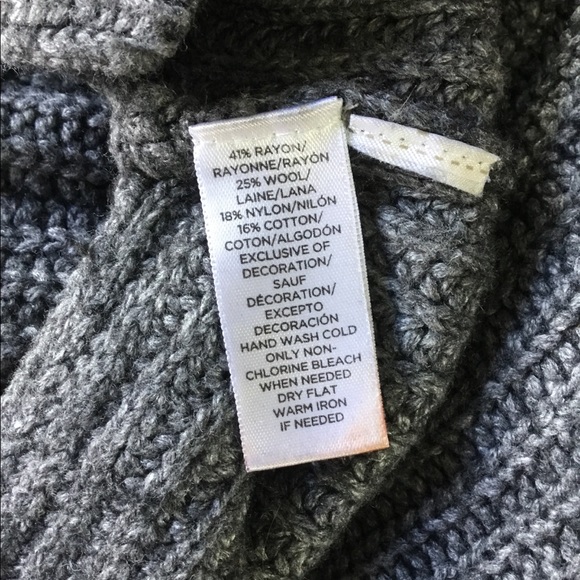 41% RAYON/
RAYONNE/RAYÓN
25% WOOL/
LAINE/LANA
18% NYLON/NILÓN
16% COTTON/
COTON/ALGODÓN
EXCLUSIVE OF
DECORATION/
SAUF
DÉCORATION/
EXCEPTO
DECORACIÓN
HAND WASH COLD
ONLY NON-
CHLORINE BLEACH
WHEN NEEDED
DRY FLAT
WARM IRON
IF NEEDED